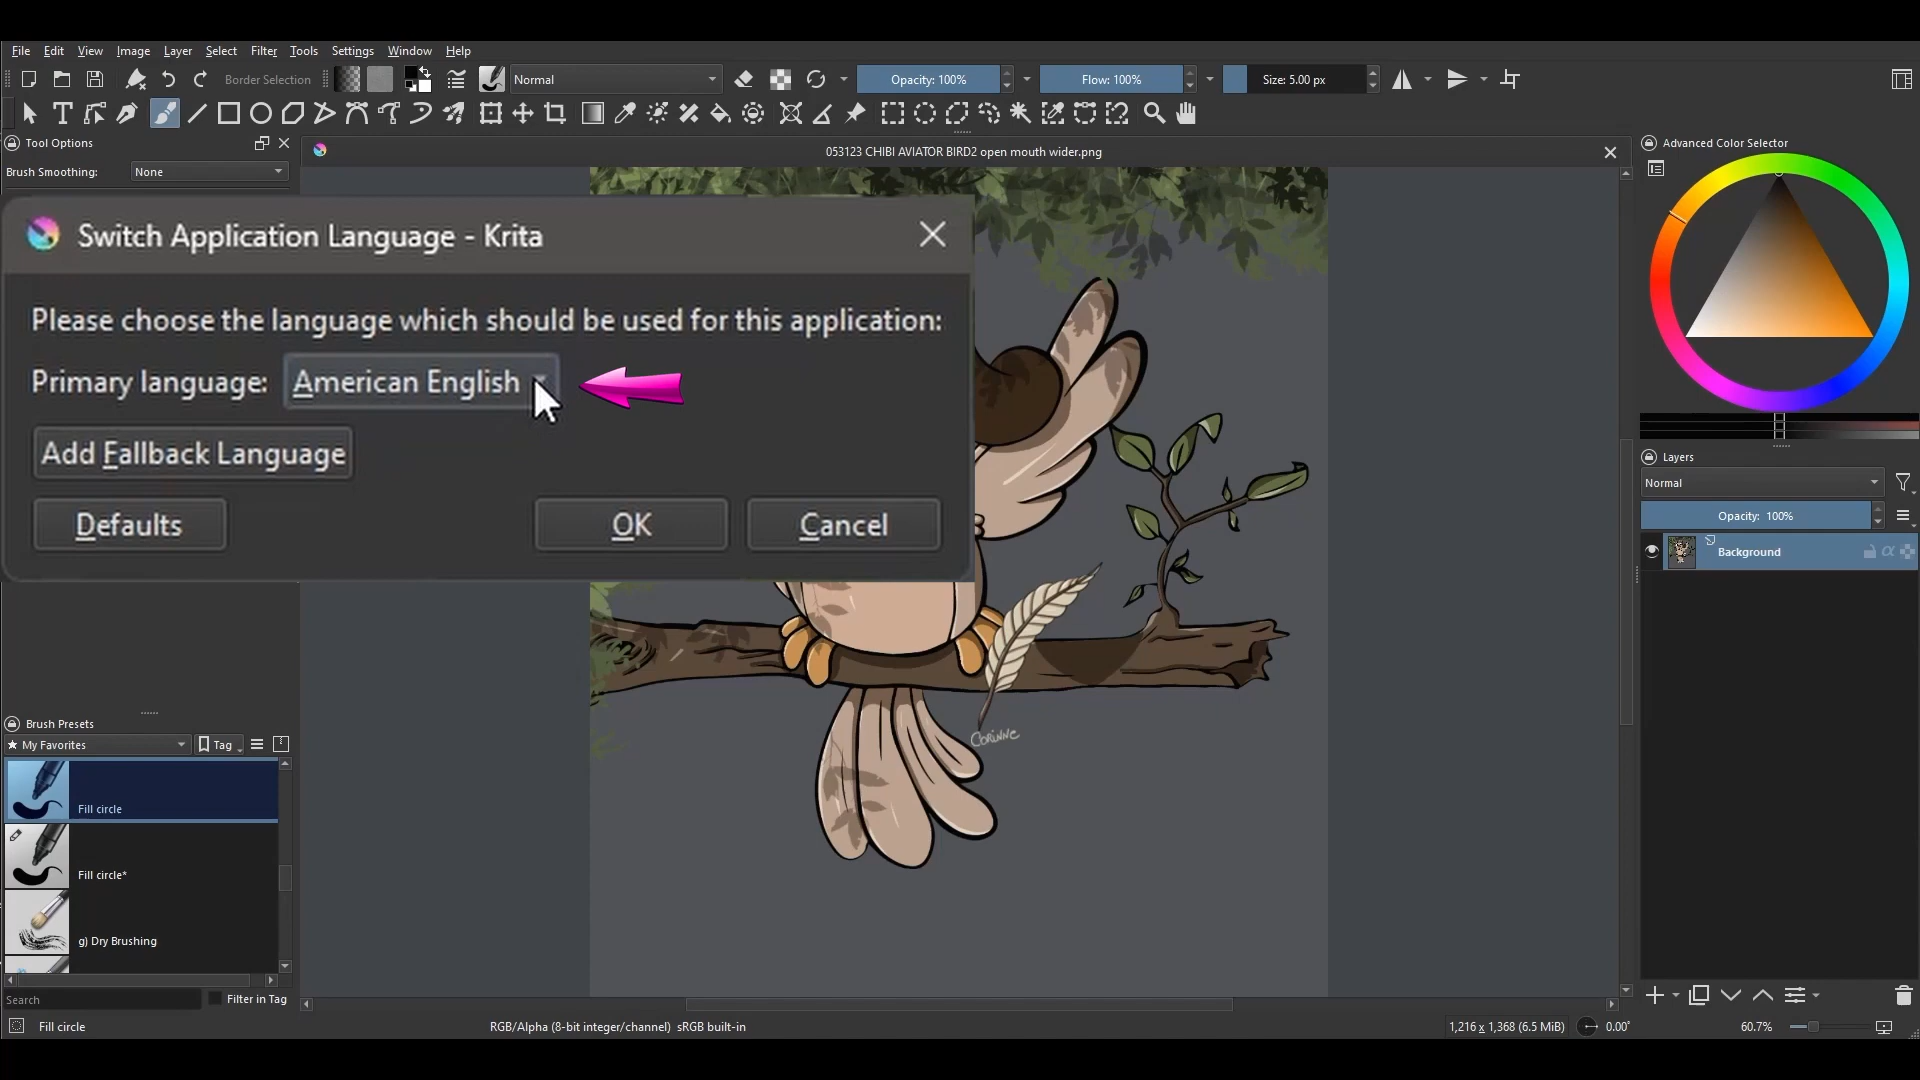 File Edit View Image Layer Select Filter Tools Settings Window Help
Border Selection Normal Opacity: 100% Flow: 100% Size: 5.00 px
Tool Options
053123 CHIBI AVIATOR BIRD2 open mouth wider.png
Advanced Color Selector
Brush Smoothing: None
Switch Application Language - Krita
Please choose the language which should be used for this application:
Primary language: American English
Add Fallback Language
Defaults OK Cancel
Layers
Normal
Opacity: 100%
Background
Corinne
Brush Presets
My Favorites Tag
Fill circle
Fill circle*
g) Dry Brushing
Search Filter in Tag
Fill circle RGB/Alpha (8-bit integer/channel) sRGB built-in 1,216 x 1,368 (6.5 MiB) 0.00° 60.7%